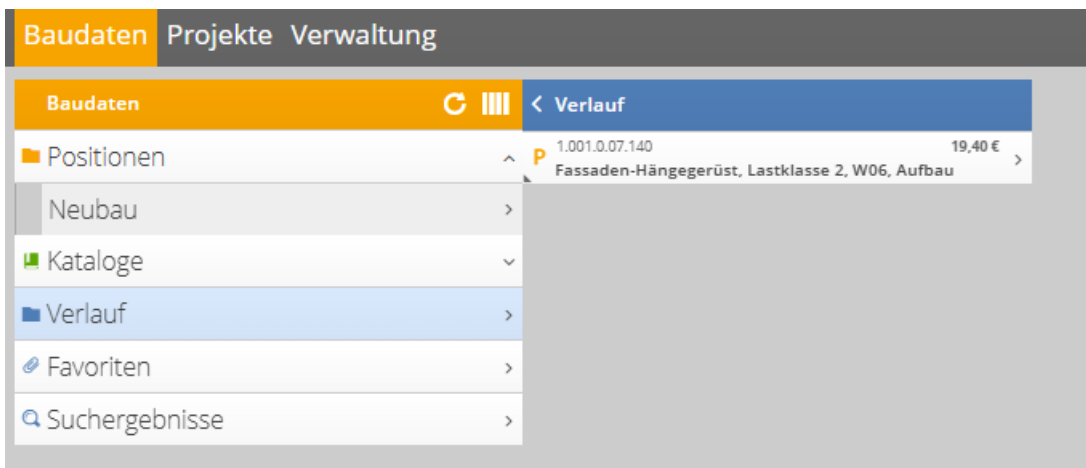 Baudaten Projekte Verwaltung
Baudaten
Positionen
Neubau
Kataloge
Verlauf
Favoriten
Suchergebnisse
Verlauf
P 1.001.0.07.140 19,40 €
Fassaden-Hängegerüst, Lastklasse 2, W06, Aufbau